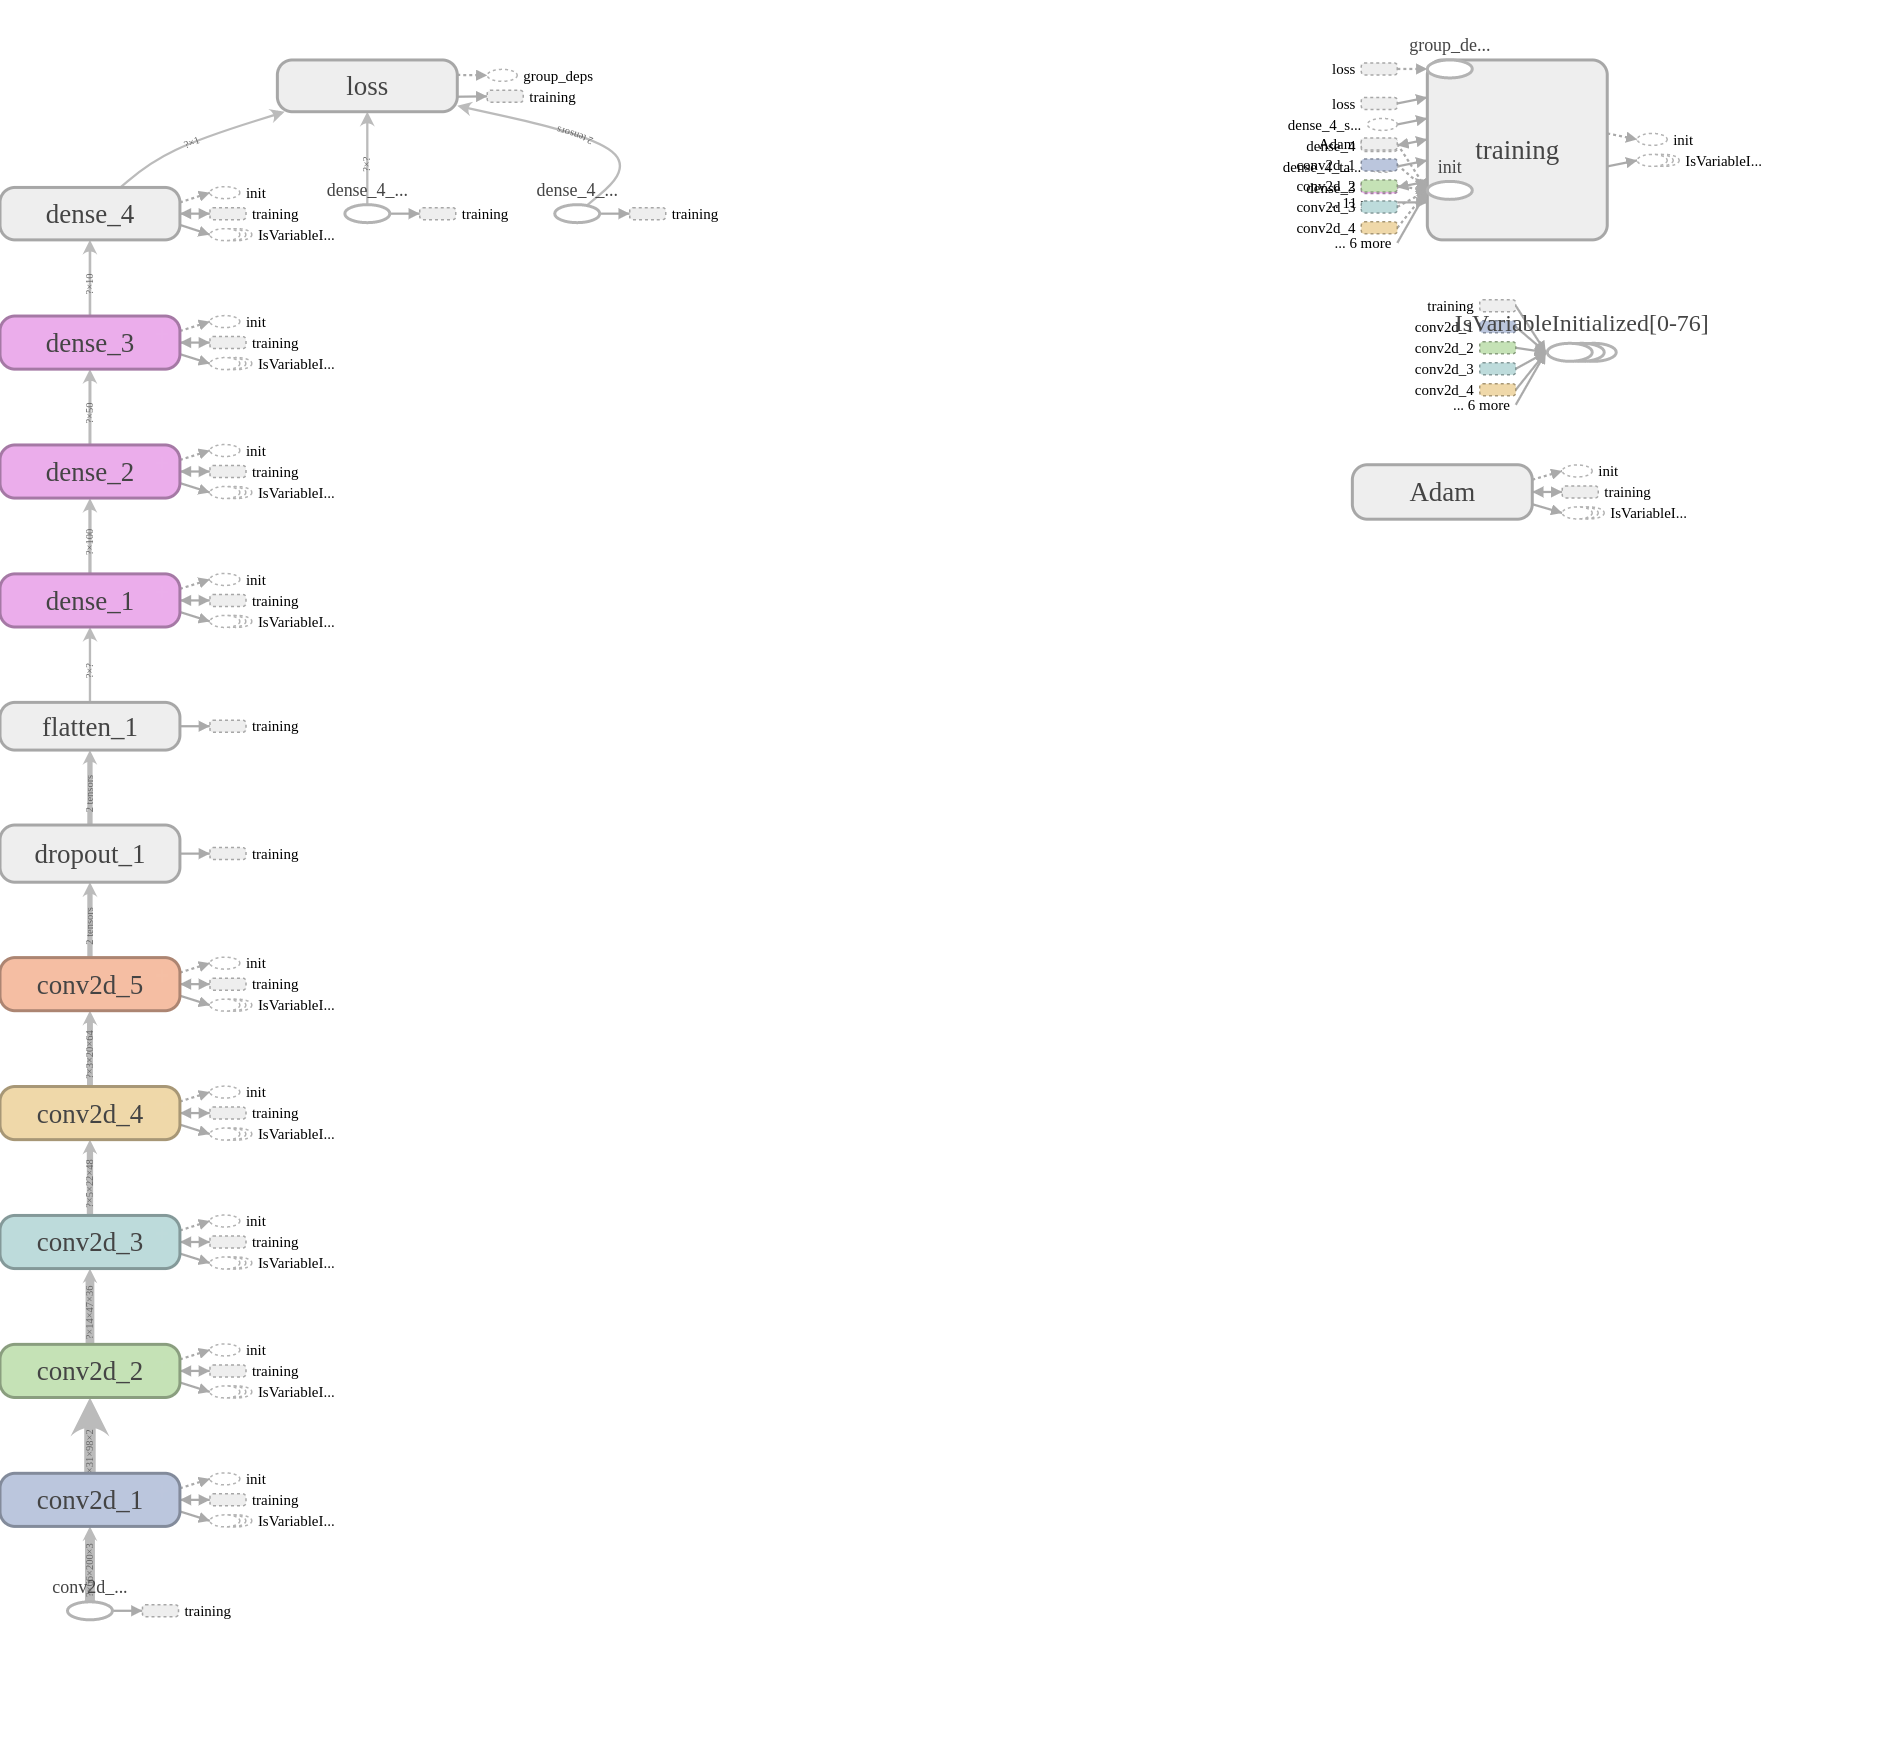 group_de...
loss
group_deps
training
loss
loss
dense_4_s...
Adam
dense_4
conv2d_1
dense_4_ta...
conv2d_2
dense_3
conv2d_3
... 11
conv2d_4
... 6 more
init
training
init
IsVariableI...
?×1
?×?
2 tensors
dense_4
init
training
IsVariableI...
dense_4_...
training
dense_4_...
training
?×10
dense_3
init
training
IsVariableI...
training
conv2d_1
conv2d_2
conv2d_3
conv2d_4
... 6 more
IsVariableInitialized[0-76]
?×50
dense_2
init
training
IsVariableI...
Adam
init
training
IsVariableI...
?×100
dense_1
init
training
IsVariableI...
?×?
flatten_1
training
2 tensors
dropout_1
training
2 tensors
conv2d_5
init
training
IsVariableI...
?×3×20×64
conv2d_4
init
training
IsVariableI...
?×5×22×48
conv2d_3
init
training
IsVariableI...
?×14×47×36
conv2d_2
init
training
IsVariableI...
×31×98×2
conv2d_1
init
training
IsVariableI...
6×200×3
conv2d_...
training